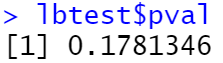 > lbtest$pval
[1] 0.1781346